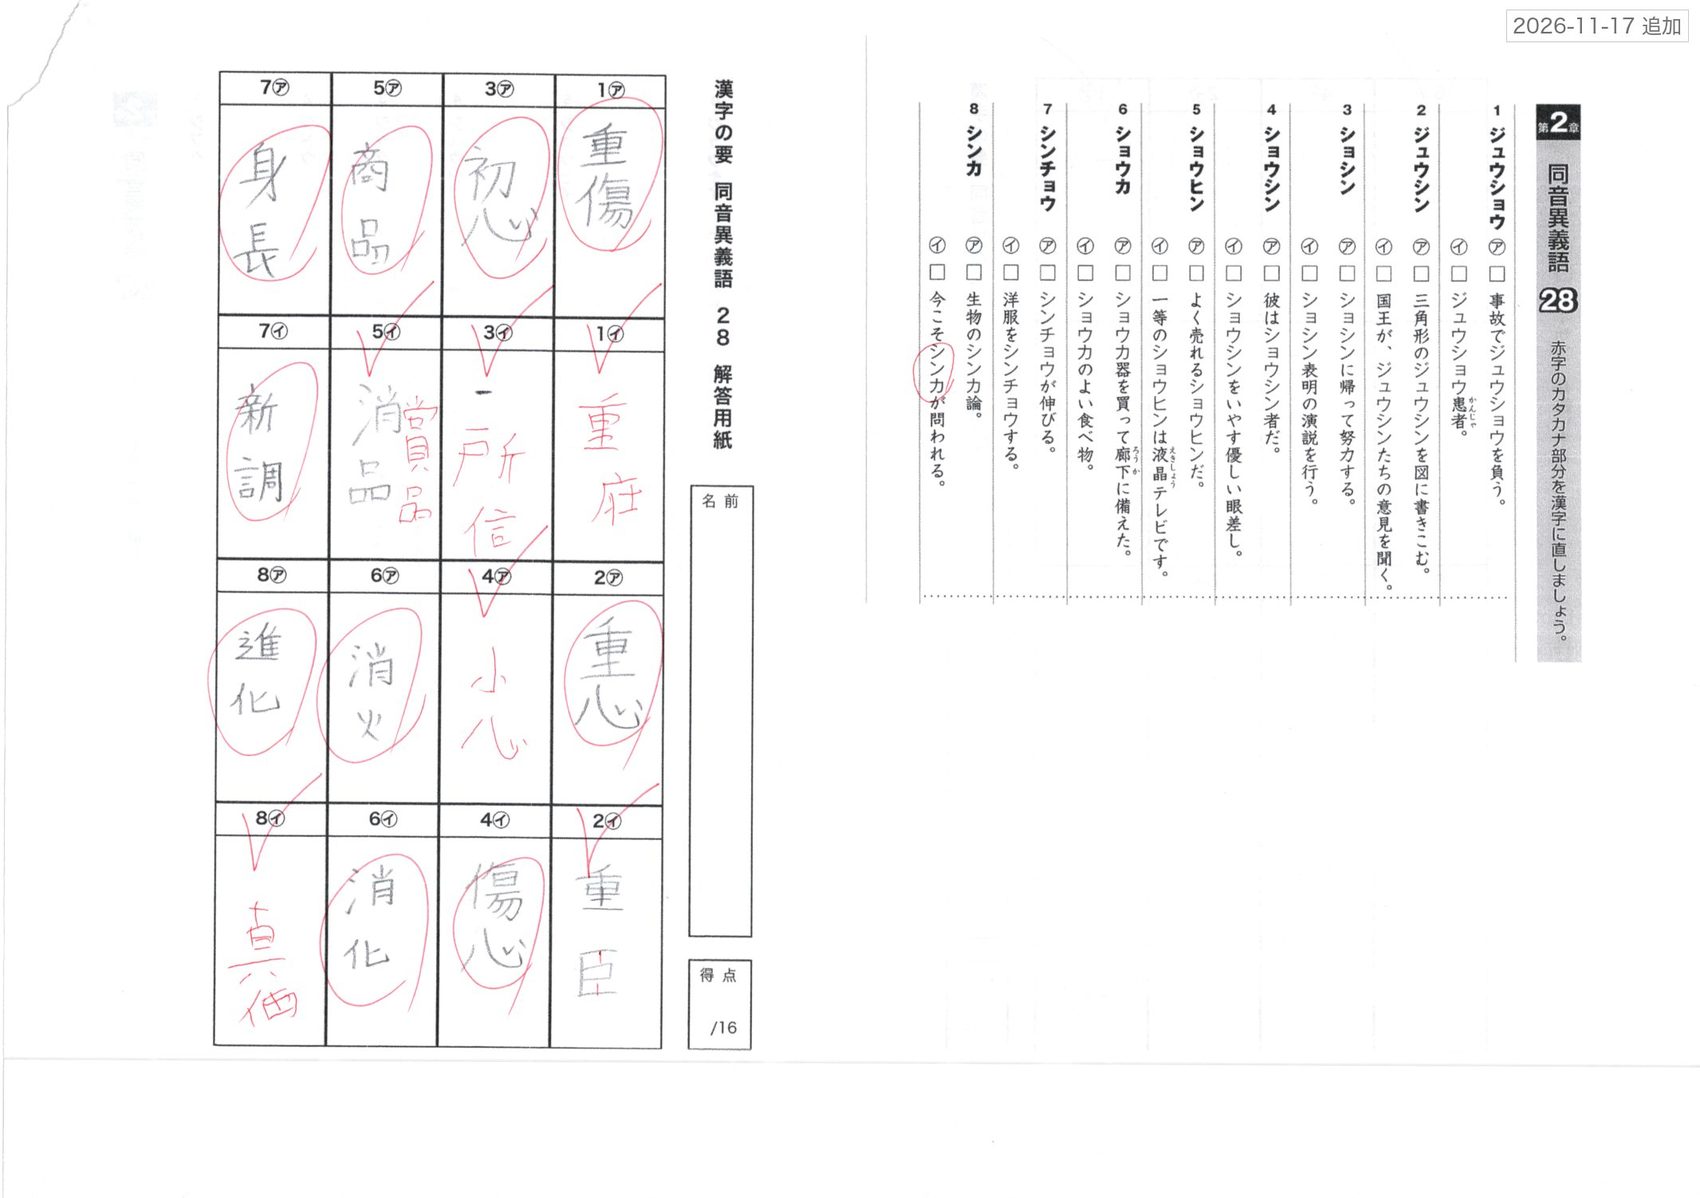 2026-11-17 追加
第2章 同音異義語 28 赤字のカタカナ部分を漢字に直しましょう。
1 ジュウショウ ㋐ □ 事故でジュウショウを負う。
㋑ □ ジュウショウ患者。
かんじゃ
2 ジュウシン ㋐ □ 三角形のジュウシンを図に書きこむ。
㋑ □ 国王が、ジュウシンたちの意見を聞く。
3 ショシン ㋐ □ ショシンに帰って努力する。
㋑ □ ショシン表明の演説を行う。
4 ショウシン ㋐ □ 彼はショウシン者だ。
㋑ □ ショウシンをいやす優しい眼差し。
5 ショウヒン ㋐ □ よく売れるショウヒンだ。
㋑ □ 一等のショウヒンは液晶テレビです。
えきしょう
6 ショウカ ㋐ □ ショウカ器を買って廊下に備えた。
ろうか
㋑ □ ショウカのよい食べ物。
7 シンチョウ ㋐ □ シンチョウが伸びる。
㋑ □ 洋服をシンチョウする。
8 シンカ ㋐ □ 生物のシンカ論。
㋑ □ 今こそシンカが問われる。
漢字の要 同音異義語 28 解答用紙
名前
得点
/16
1㋐
重傷
1㋑
重症
2㋐
重心
2㋑
重臣
3㋐
初心
3㋑
所信
4㋐
小心
4㋑
傷心
5㋐
商品
5㋑
消品
賞品
6㋐
消火
6㋑
消化
7㋐
身長
7㋑
新調
8㋐
進化
8㋑
真価